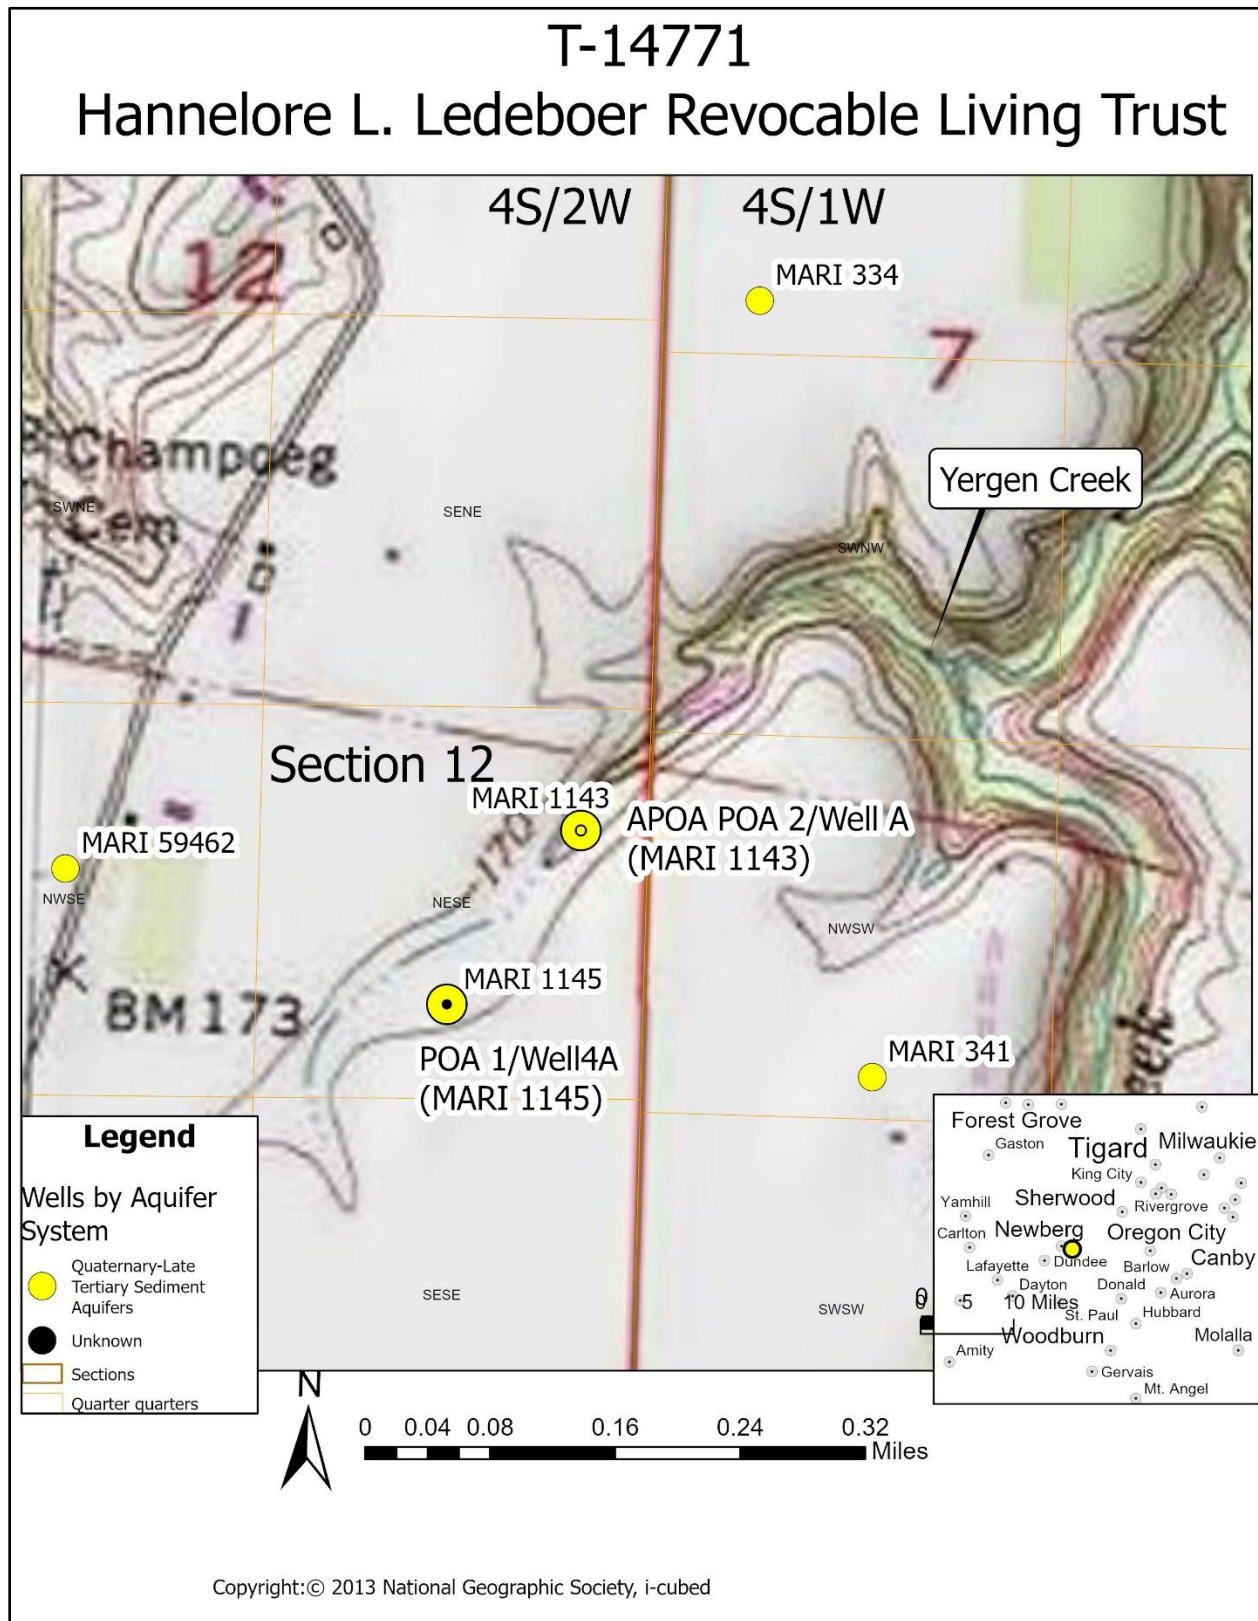 T-14771
Hannelore L. Ledeboer Revocable Living Trust
4S/2W
4S/1W
12
MARI 334
7
Champoeg
Cem
SWNE
SENE
Yergen Creek
SWNW
Section 12
MARI 1143
APOA POA 2/Well A
(MARI 1143)
MARI 59462
170
NWSE
NESE
NWSW
MARI 1145
BM 173
POA 1/Well4A
(MARI 1145)
MARI 341
SESE
SWSW
Legend
Wells by Aquifer
System
Quaternary-Late
Tertiary Sediment
Aquifers
Unknown
Sections
Quarter quarters
Forest Grove
Gaston
Tigard
Milwaukie
King City
Sherwood
Rivergrove
Yamhill
Newberg
Oregon City
Carlton
Dundee
Canby
Lafayette
Barlow
Dayton
Donald
Aurora
0 5 10 Miles
St. Paul
Hubbard
Woodburn
Molalla
Amity
Gervais
Mt. Angel
N
0 0.04 0.08 0.16 0.24 0.32
Miles
Copyright:© 2013 National Geographic Society, i-cubed